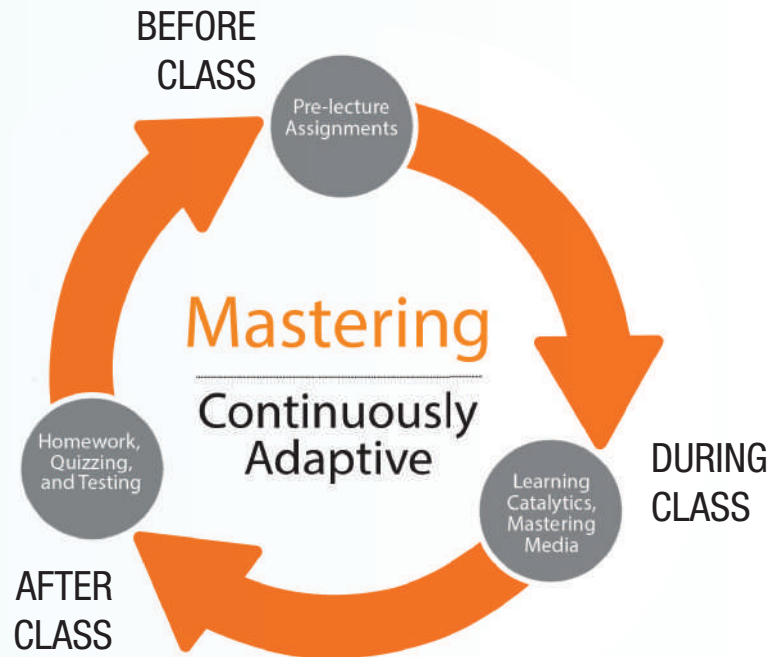 BEFORE
CLASS
Pre-lecture
Assignments
Mastering
Continuously
Adaptive
Homework,
Quizzing,
and Testing
Learning
Catalytics,
Mastering
Media
DURING
CLASS
AFTER
CLASS